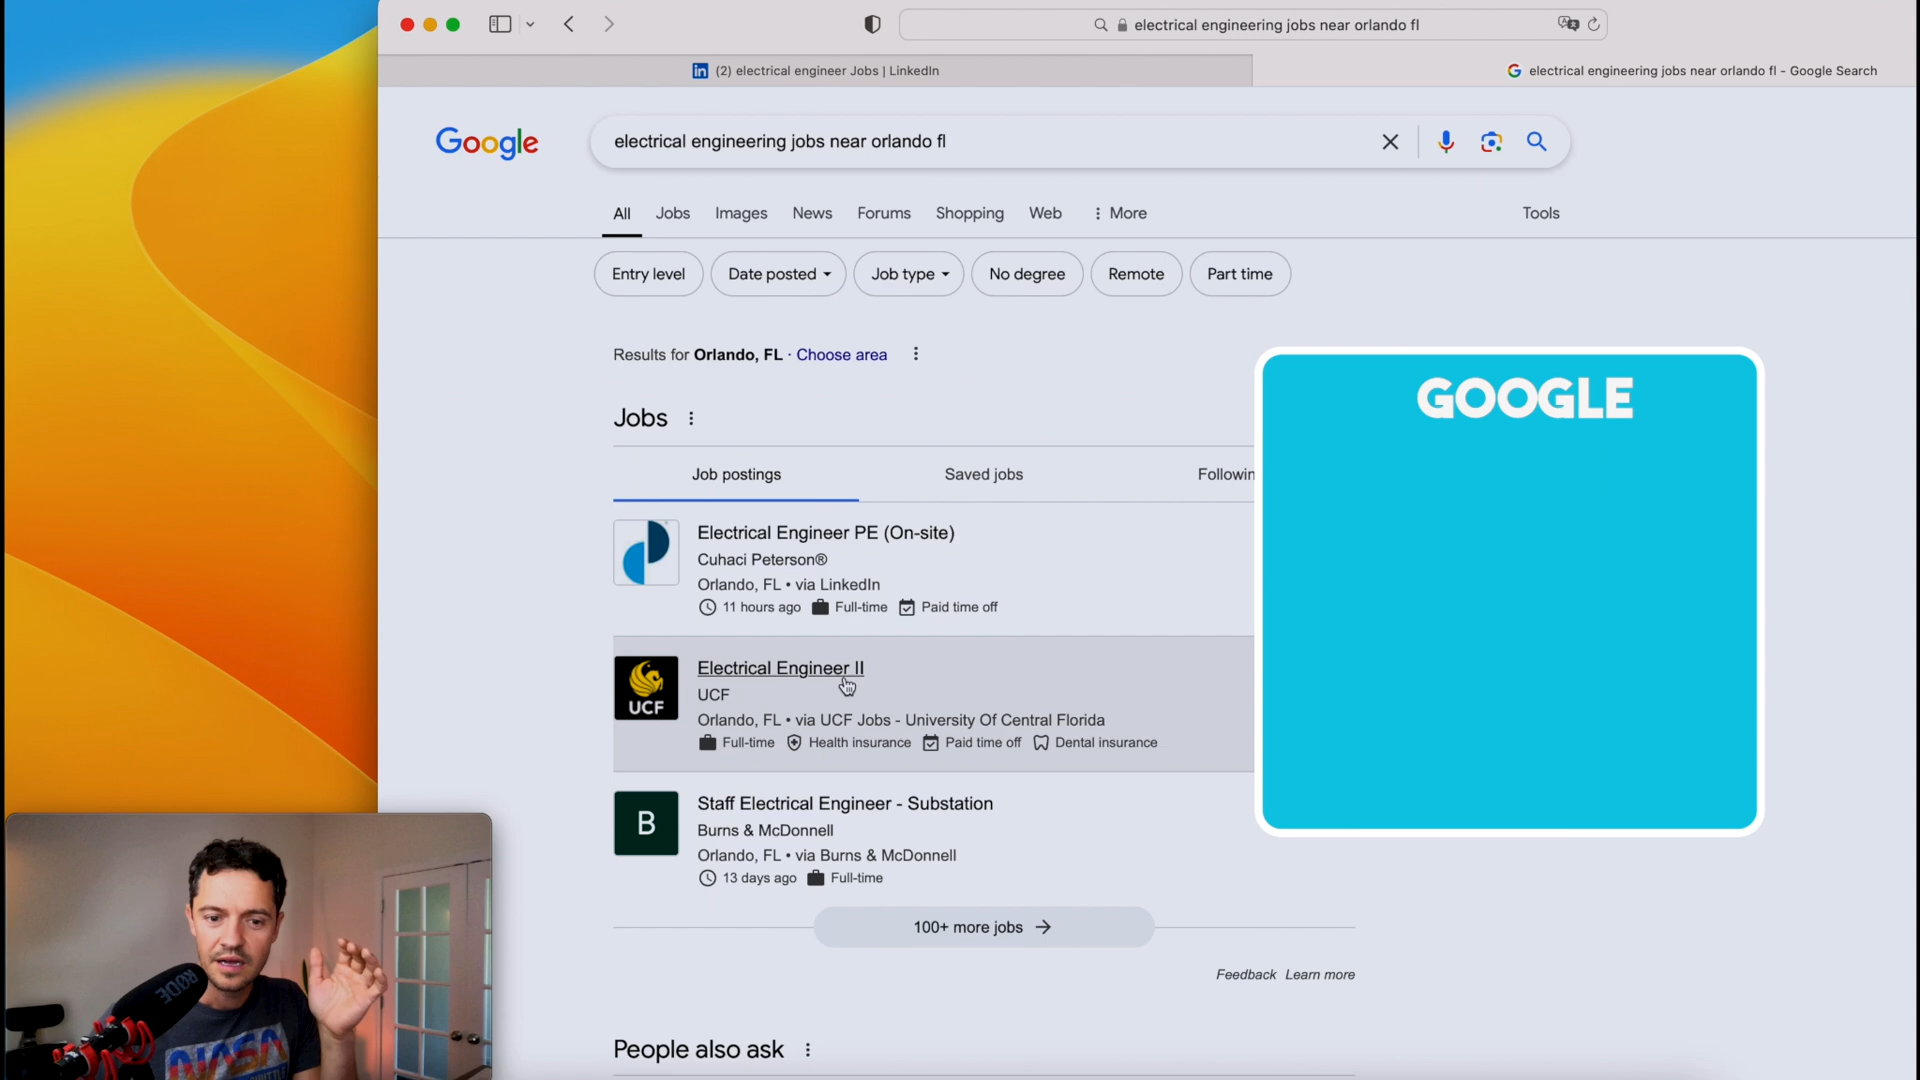 electrical engineering jobs near orlando fl
(2) electrical engineer Jobs | LinkedIn
electrical engineering jobs near orlando fl - Google Search
Google
electrical engineering jobs near orlando fl
All Jobs Images News Forums Shopping Web More Tools
Entry level Date posted Job type No degree Remote Part time
Results for Orlando, FL · Choose area
GOOGLE
Jobs
Job postings Saved jobs Followin
Electrical Engineer PE (On-site)
Cuhaci Peterson®
Orlando, FL • via LinkedIn
11 hours ago Full-time Paid time off
UCF
Electrical Engineer II
UCF
Orlando, FL • via UCF Jobs - University Of Central Florida
Full-time Health insurance Paid time off Dental insurance
B
Staff Electrical Engineer - Substation
Burns & McDonnell
Orlando, FL • via Burns & McDonnell
13 days ago Full-time
100+ more jobs
Feedback Learn more
People also ask
RØDE
NASA